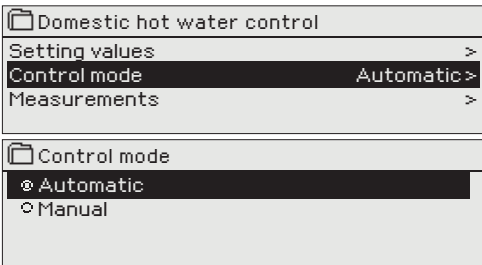 Domestic hot water control
Setting values >
Control mode Automatic>
Measurements >
Control mode
Automatic
Manual